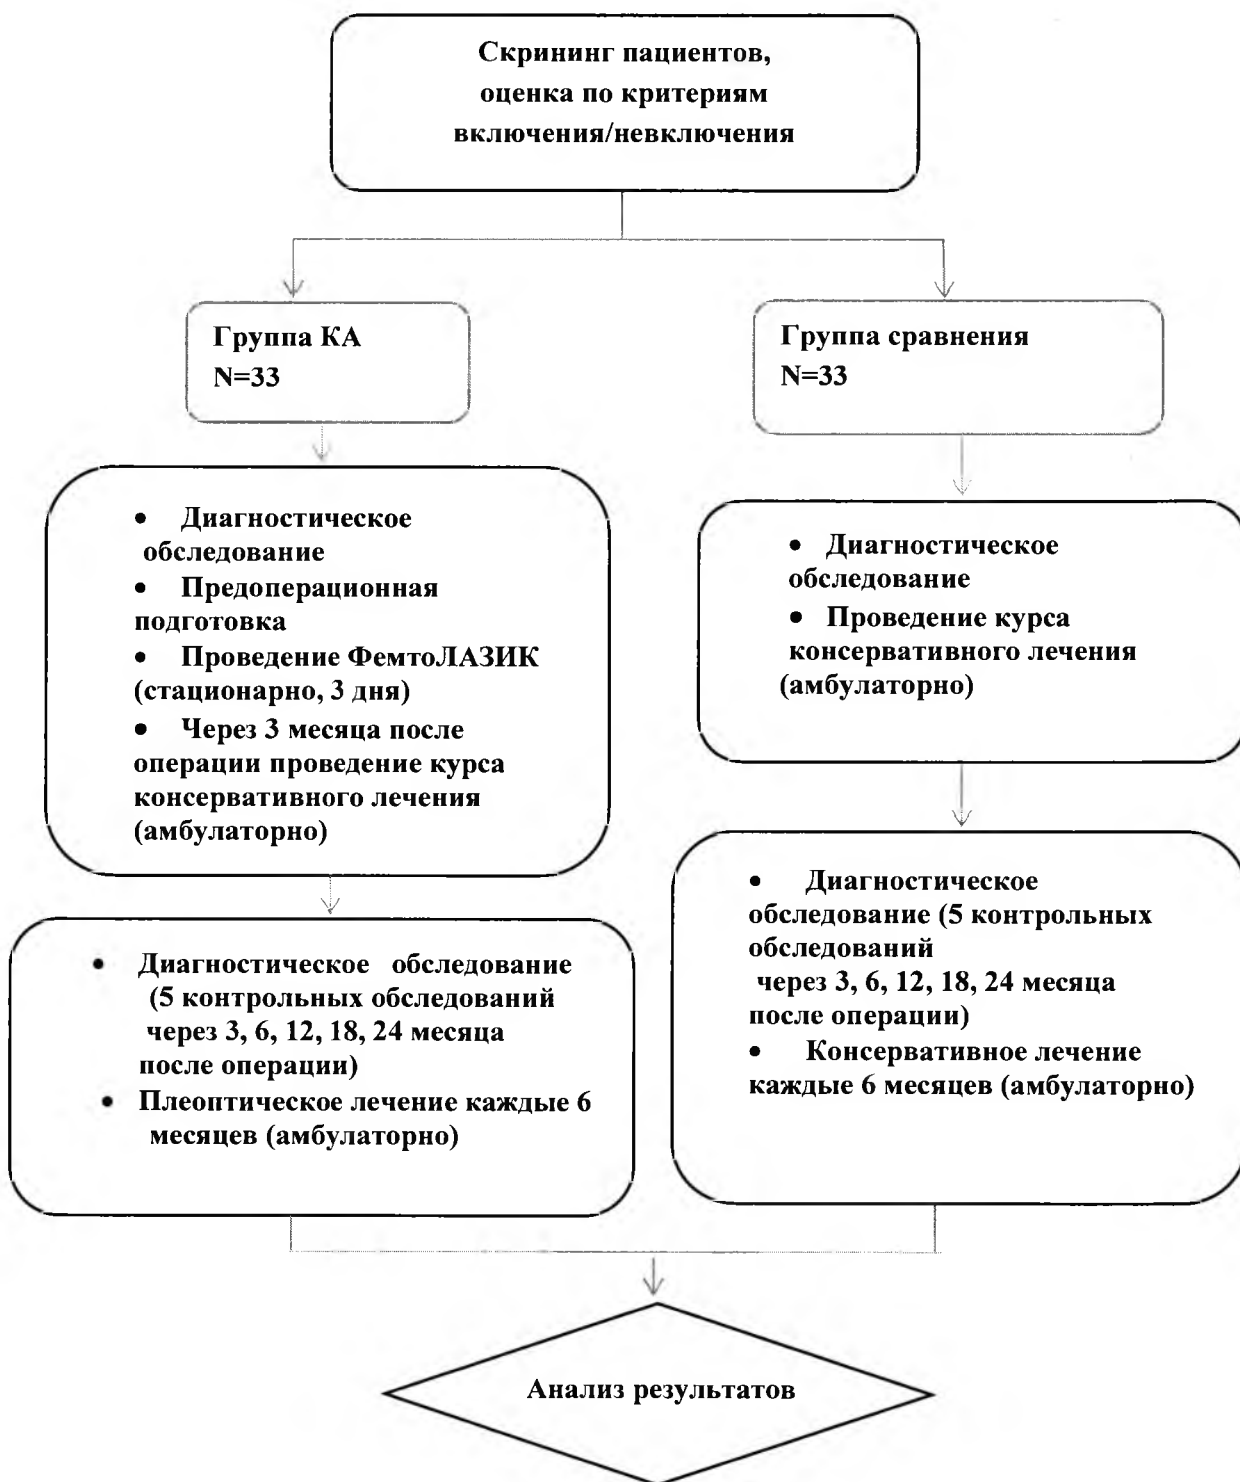 Скрининг пациентов,
оценка по критериям
включения/невключения
Группа КА
N=33
Группа сравнения
N=33
• Диагностическое
обследование
• Предоперационная
подготовка
• Проведение ФемтоЛАЗИК
(стационарно, 3 дня)
• Через 3 месяца после
операции проведение курса
консервативного лечения
(амбулаторно)
• Диагностическое
обследование
• Проведение курса
консервативного лечения
(амбулаторно)
• Диагностическое обследование
(5 контрольных обследований
через 3, 6, 12, 18, 24 месяца
после операции)
• Плеоптическое лечение каждые 6
месяцев (амбулаторно)
• Диагностическое
обследование (5 контрольных
обследований
через 3, 6, 12, 18, 24 месяца
после операции)
• Консервативное лечение
каждые 6 месяцев (амбулаторно)
Анализ результатов